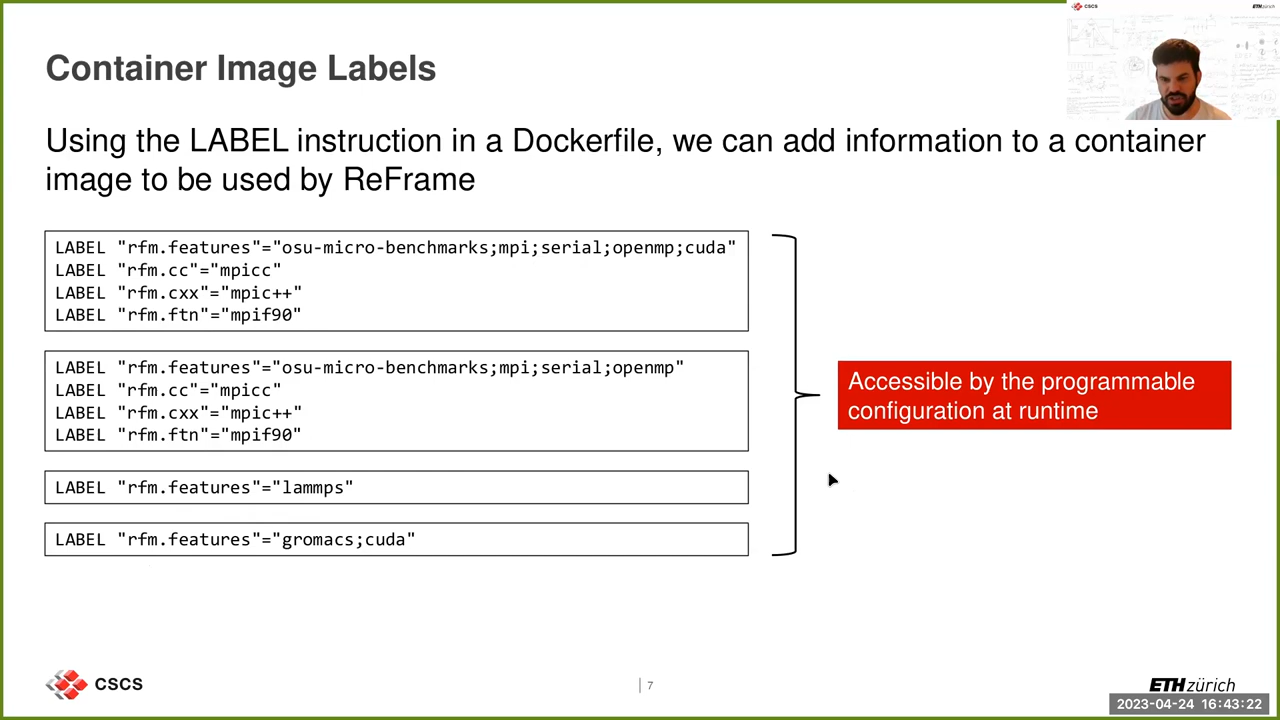 CSCS
ETHzürich
Container Image Labels
Using the LABEL instruction in a Dockerfile, we can add information to a container
image to be used by ReFrame
LABEL "rfm.features"="osu-micro-benchmarks;mpi;serial;openmp;cuda"
LABEL "rfm.cc"="mpicc"
LABEL "rfm.cxx"="mpic++"
LABEL "rfm.ftn"="mpif90"
LABEL "rfm.features"="osu-micro-benchmarks;mpi;serial;openmp"
LABEL "rfm.cc"="mpicc"
LABEL "rfm.cxx"="mpic++"
LABEL "rfm.ftn"="mpif90"
LABEL "rfm.features"="lammps"
LABEL "rfm.features"="gromacs;cuda"
Accessible by the programmable
configuration at runtime
CSCS
7
ETHzürich
2023-04-24 16:43:22